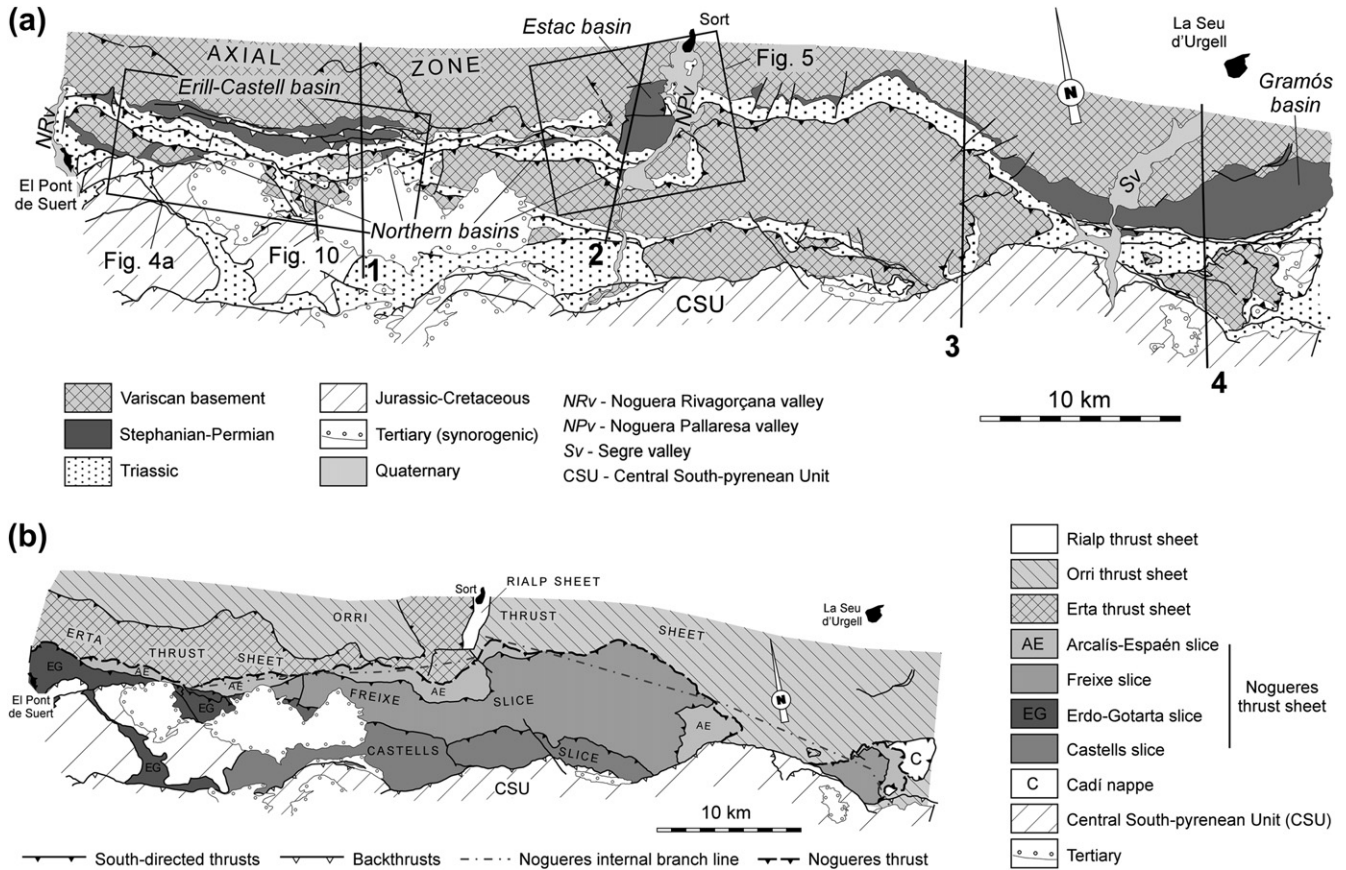 (a)
AXIAL ZONE
Erill-Castell basin
Estac basin
Sort
Fig. 5
La Seu
d'Urgell
Gramós
basin
NRv
NPv
Sv
N
El Pont
de Suert
Northern basins
Fig. 4a
Fig. 10
1
2
3
4
CSU
10 km
Variscan basement
Stephanian-Permian
Triassic
Jurassic-Cretaceous
Tertiary (synorogenic)
Quaternary
NRv - Noguera Rivagorçana valley
NPv - Noguera Pallaresa valley
Sv - Segre valley
CSU - Central South-pyrenean Unit
(b)
Sort
RIALP SHEET
La Seu
d'Urgell
ORRI THRUST SHEET
ERTA THRUST SHEET
EG
AE
AE
AE
AE
EG
EG
El Pont
de Suert
FREIXE SLICE
CASTELLS SLICE
N
C
C
CSU
10 km
South-directed thrusts
Backthrusts
Nogueres internal branch line
Nogueres thrust
Rialp thrust sheet
Orri thrust sheet
Erta thrust sheet
AE Arcalís-Espaén slice
Freixe slice
EG Erdo-Gotarta slice
Castells slice
Nogueres
thrust sheet
C Cadí nappe
Central South-pyrenean Unit (CSU)
Tertiary